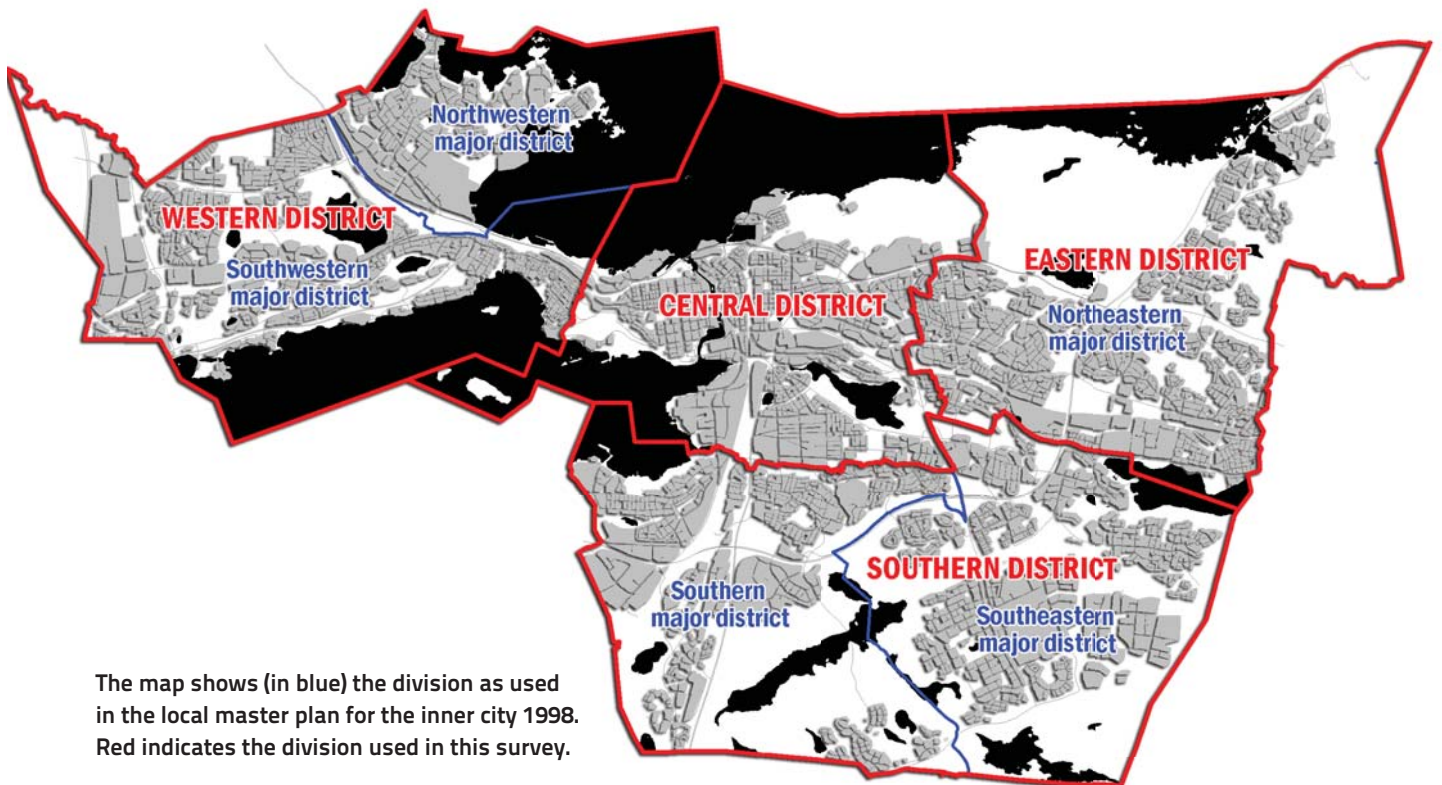 Northwestern
major district
WESTERN DISTRICT
Southwestern
major district
CENTRAL DISTRICT
EASTERN DISTRICT
Northeastern
major district
SOUTHERN DISTRICT
Southern
major district
Southeastern
major district
The map shows (in blue) the division as used
in the local master plan for the inner city 1998.
Red indicates the division used in this survey.